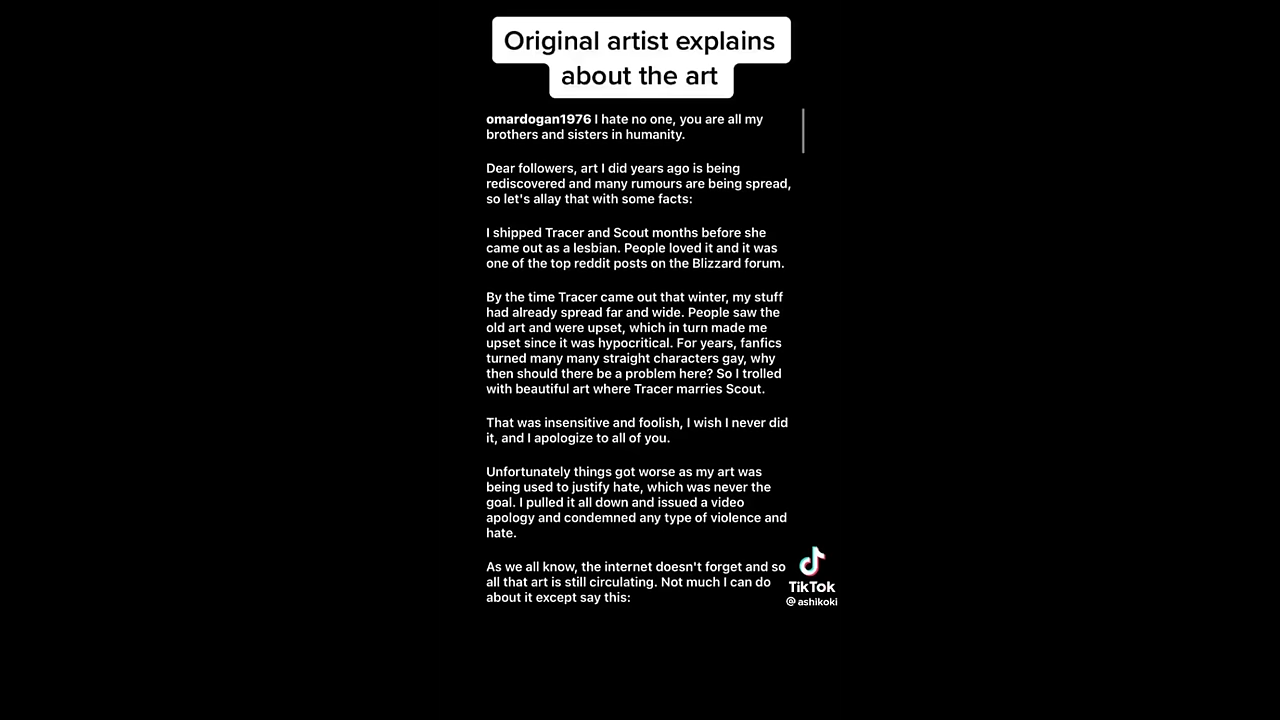 Original artist explains
about the art
omardogan1976 I hate no one, you are all my
brothers and sisters in humanity.
Dear followers, art I did years ago is being
rediscovered and many rumours are being spread,
so let's allay that with some facts:
I shipped Tracer and Scout months before she
came out as a lesbian. People loved it and it was
one of the top reddit posts on the Blizzard forum.
By the time Tracer came out that winter, my stuff
had already spread far and wide. People saw the
old art and were upset, which in turn made me
upset since it was hypocritical. For years, fanfics
turned many many straight characters gay, why
then should there be a problem here? So I trolled
with beautiful art where Tracer marries Scout.
That was insensitive and foolish, I wish I never did
it, and I apologize to all of you.
Unfortunately things got worse as my art was
being used to justify hate, which was never the
goal. I pulled it all down and issued a video
apology and condemned any type of violence and
hate.
As we all know, the internet doesn't forget and so
all that art is still circulating. Not much I can do
about it except say this:
TikTok
@ashikoki